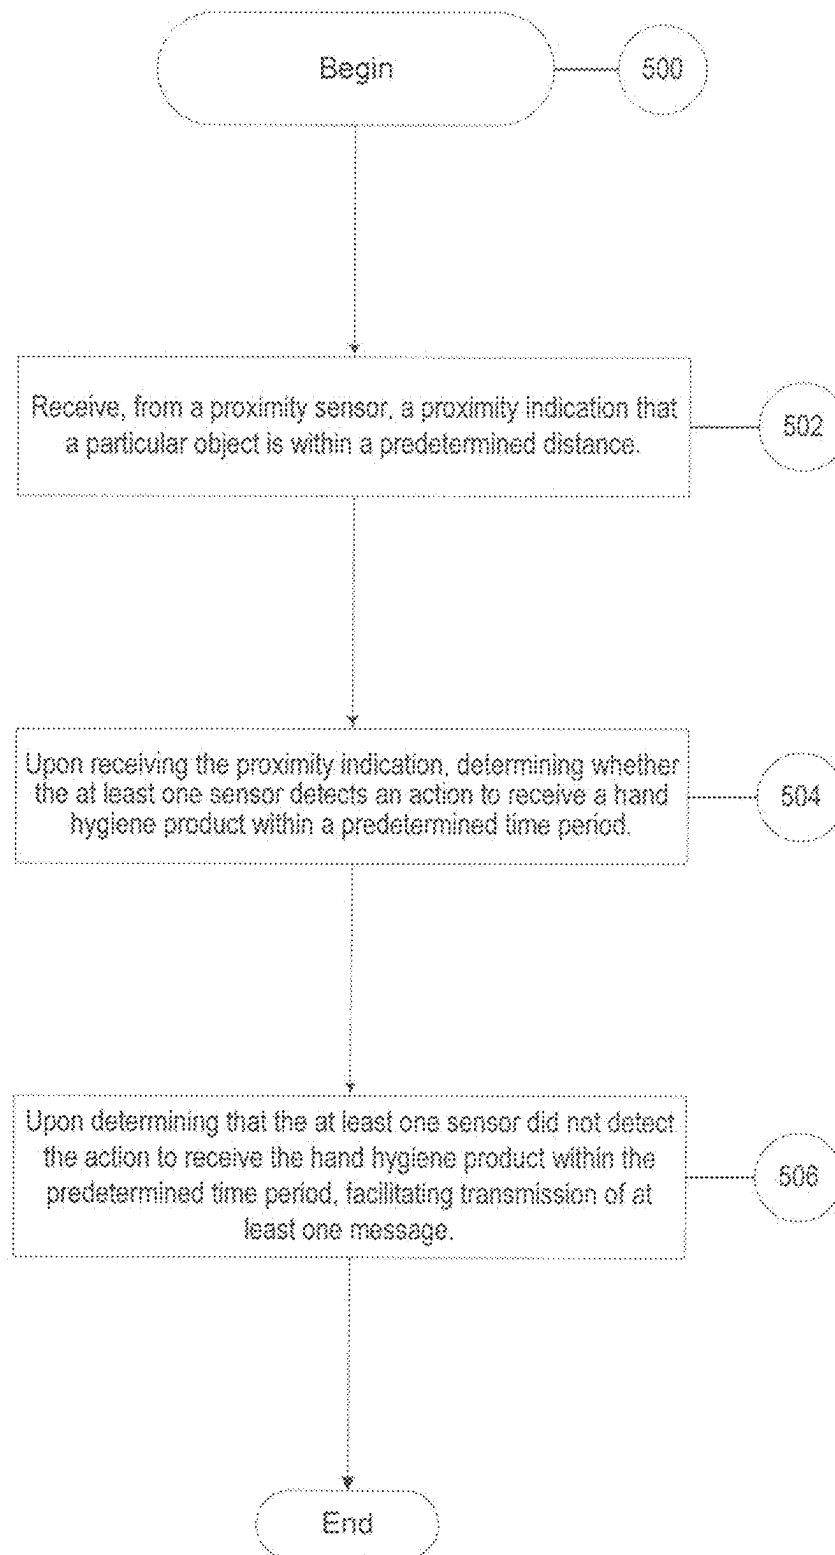 Begin
500
Receive, from a proximity sensor, a proximity indication that
a particular object is within a predetermined distance.
502
Upon receiving the proximity indication, determining whether
the at least one sensor detects an action to receive a hand
hygiene product within a predetermined time period.
504
Upon determining that the at least one sensor did not detect
the action to receive the hand hygiene product within the
predetermined time period, facilitating transmission of at
least one message.
506
End